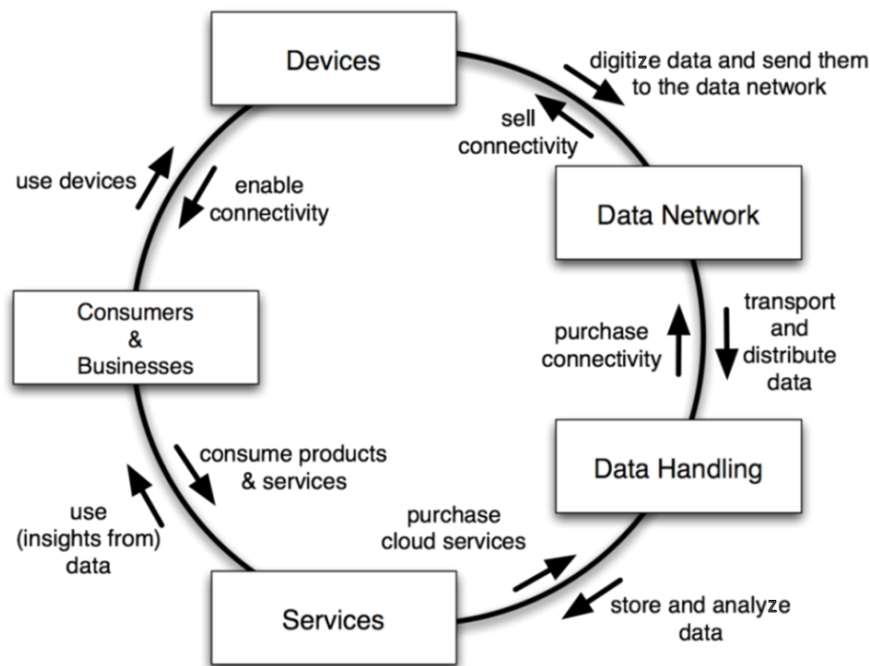 Devices
digitize data and send them
to the data network
sell
connectivity
use devices
enable
connectivity
Data Network
Consumers
&
Businesses
purchase
connectivity
transport
and
distribute
data
consume products
& services
Data Handling
use
(insights from)
data
purchase
cloud services
Services
store and analyze
data